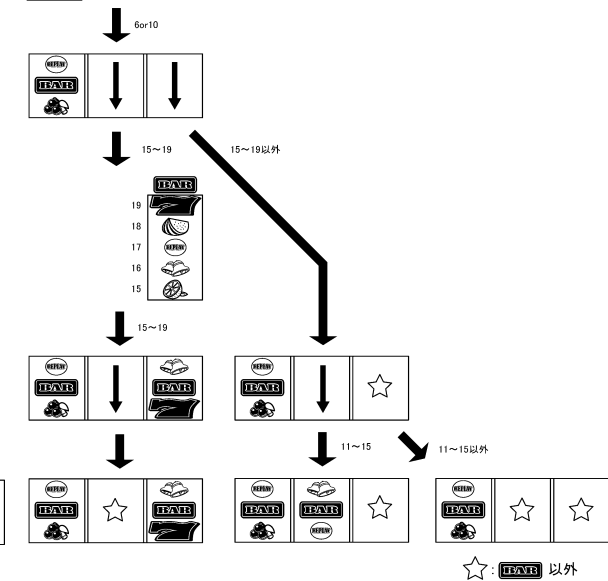 6or10
REPLAY
BAR
15～19
15～19以外
BAR
19
18
17 REPLAY
16
15
15～19
REPLAY
BAR BAR
REPLAY
BAR
11～15
11～15以外
REPLAY
BAR BAR
REPLAY
BAR BAR
REPLAY
REPLAY
BAR
☆: BAR 以外